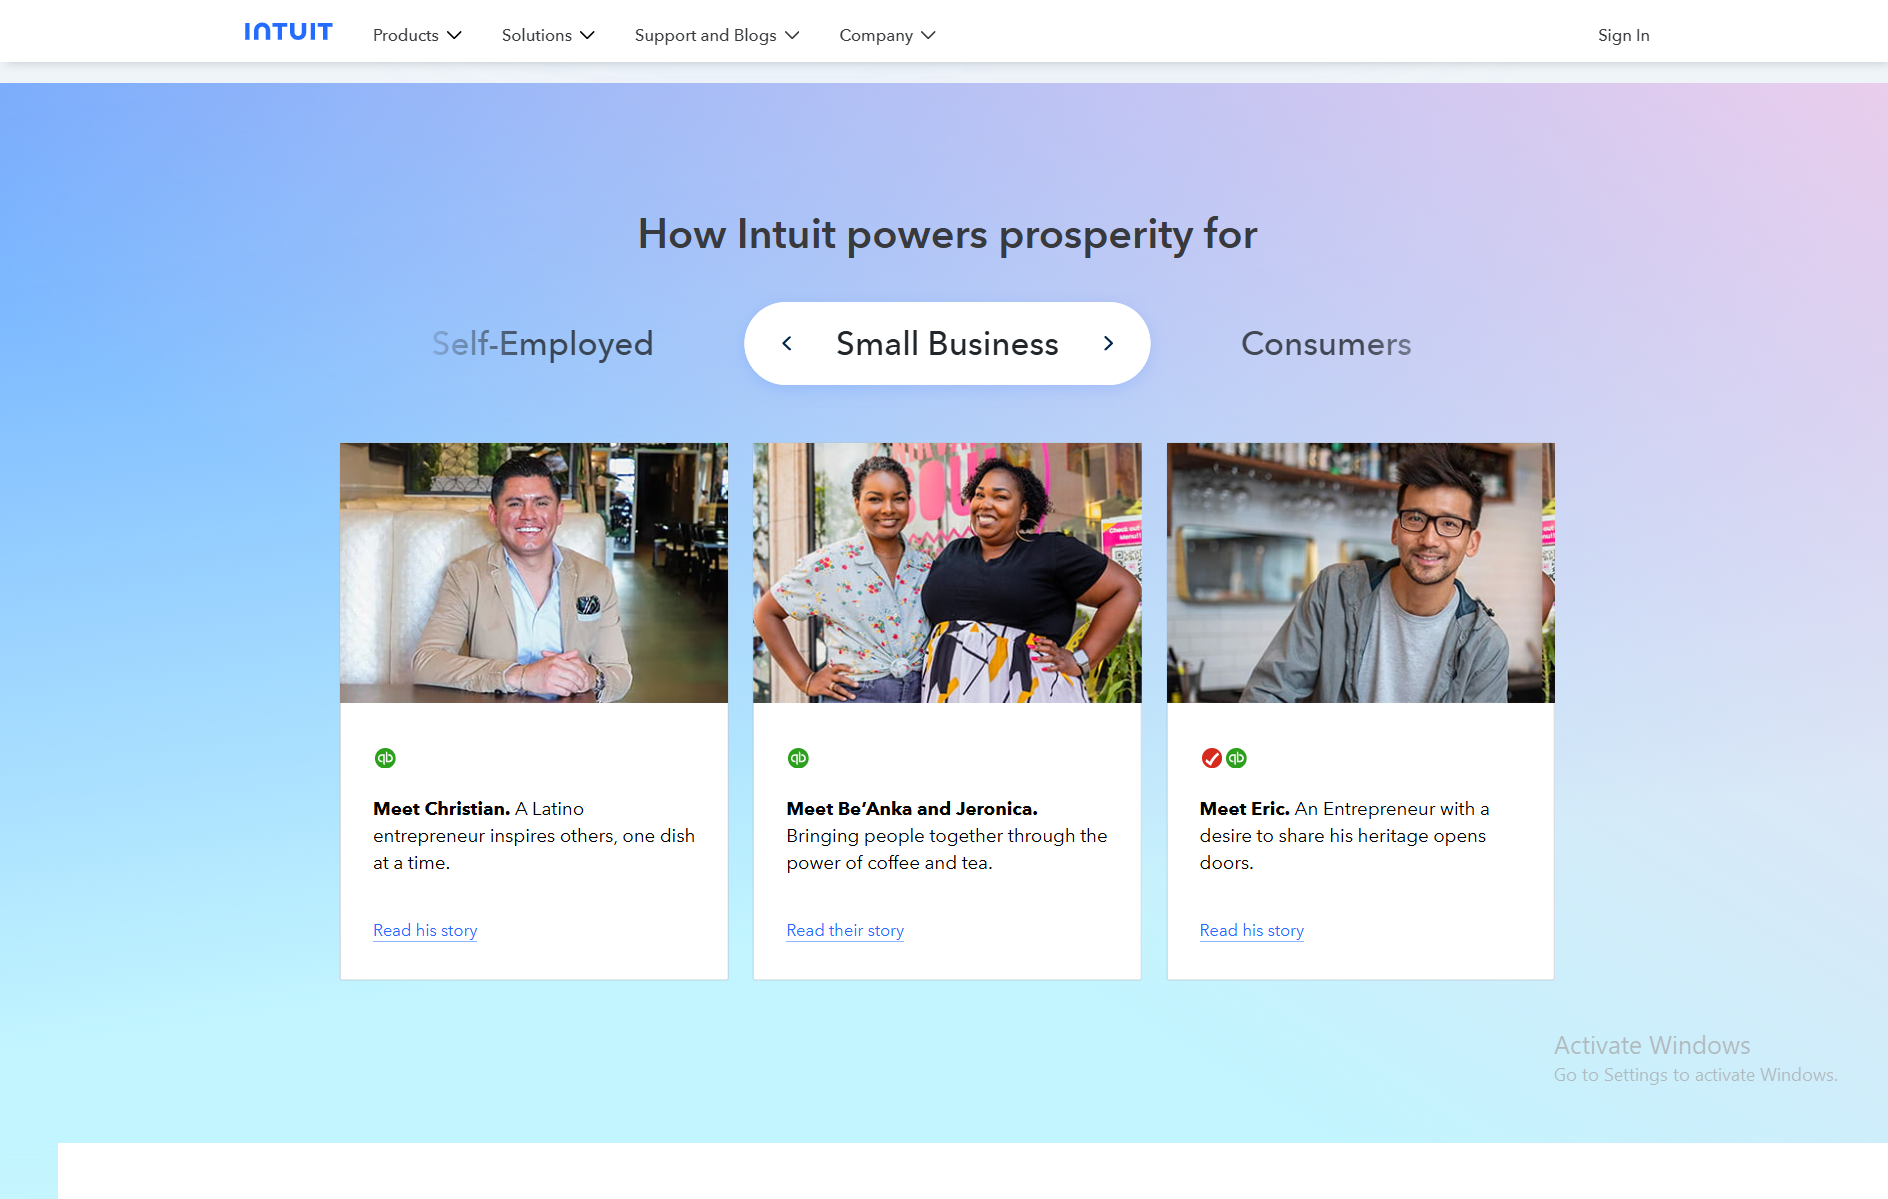 INTUIT Products Solutions Support and Blogs Company Sign In
How Intuit powers prosperity for
Self-Employed Small Business Consumers
qb
Meet Christian. A Latino
entrepreneur inspires others, one dish
at a time.
Read his story
Check out
Menu!
qb
Meet Be’Anka and Jeronica.
Bringing people together through the
power of coffee and tea.
Read their story
qb
Meet Eric. An Entrepreneur with a
desire to share his heritage opens
doors.
Read his story
Activate Windows
Go to Settings to activate Windows.